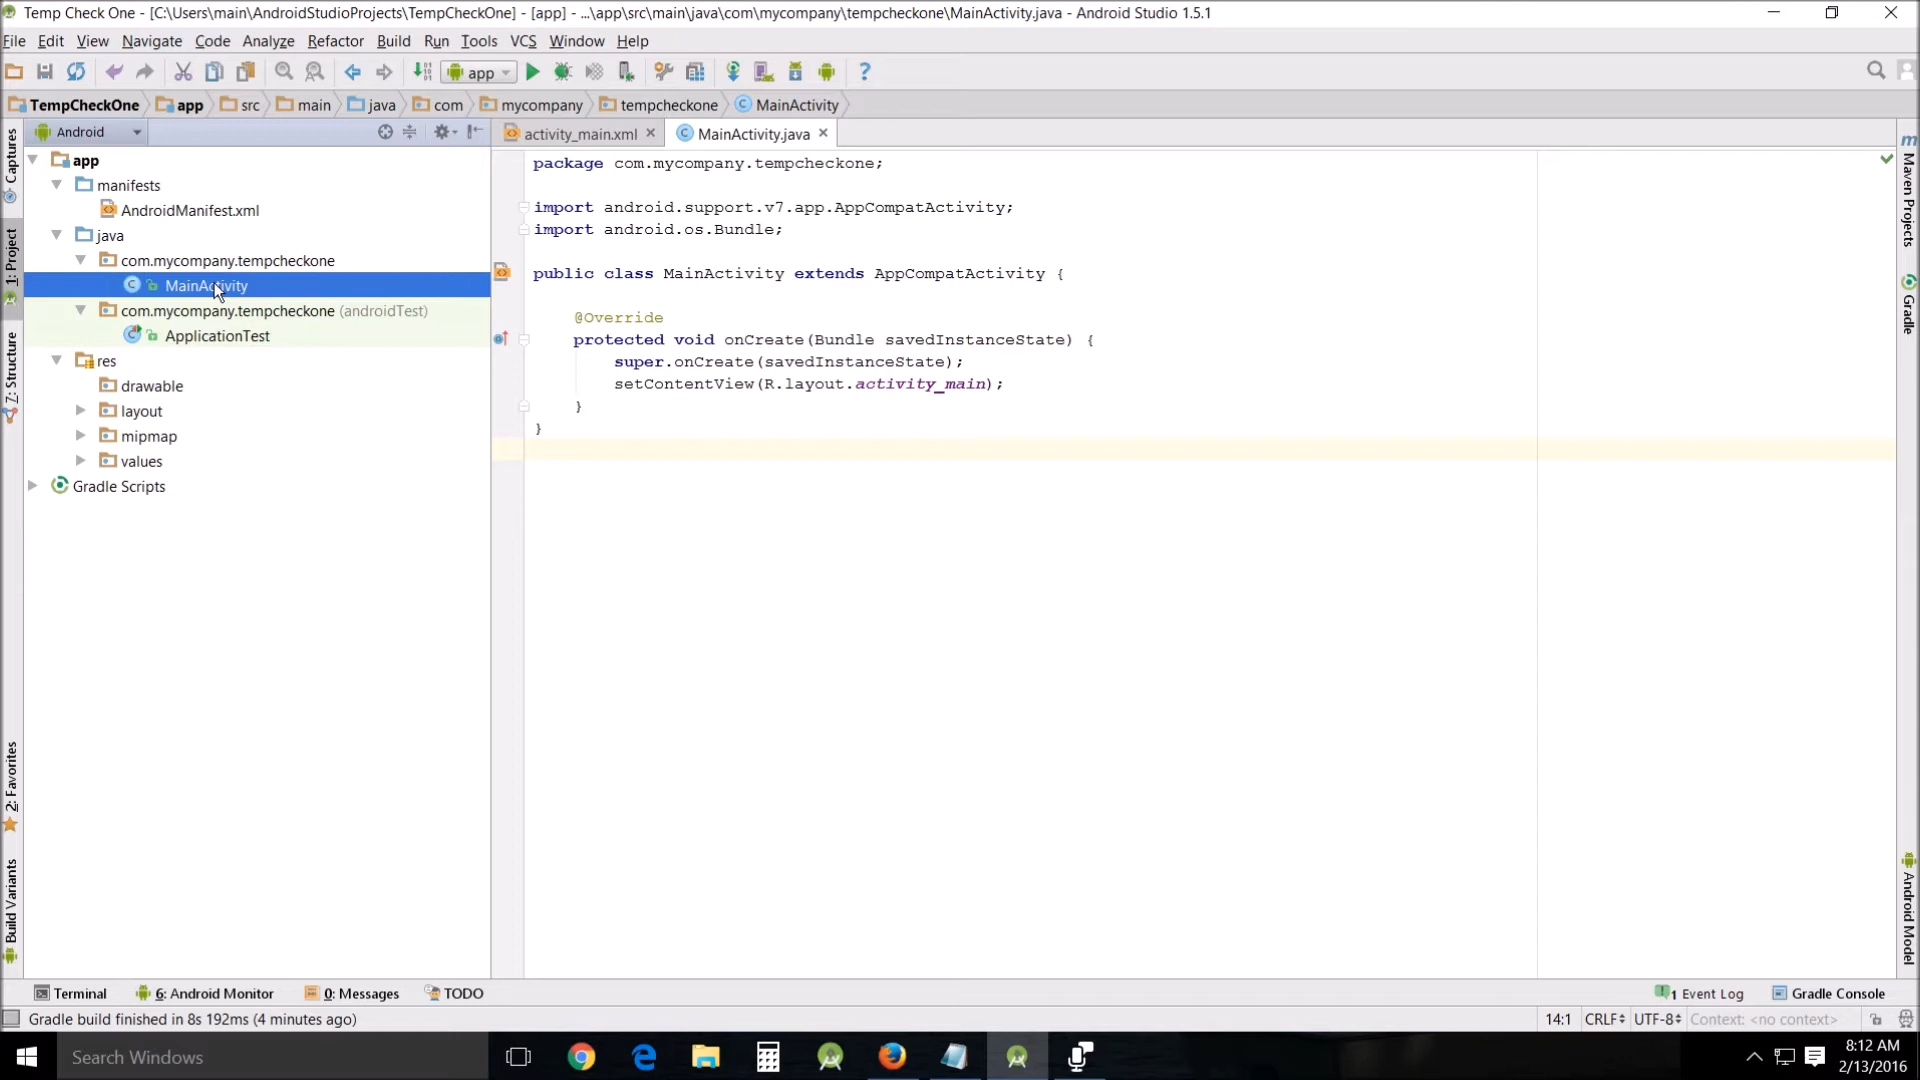 Temp Check One - [C:\Users\main\AndroidStudioProjects\TempCheckOne] - [app] - ...\app\src\main\java\com\mycompany\tempcheckone\MainActivity.java - Android Studio 1.5.1
File Edit View Navigate Code Analyze Refactor Build Run Tools VCS Window Help
app
TempCheckOne app src main java com mycompany tempcheckone MainActivity
Android
activity_main.xml MainActivity.java
app
manifests
AndroidManifest.xml
java
com.mycompany.tempcheckone
MainActivity
com.mycompany.tempcheckone (androidTest)
ApplicationTest
res
drawable
layout
mipmap
values
Gradle Scripts
package com.mycompany.tempcheckone;
import android.support.v7.app.AppCompatActivity;
import android.os.Bundle;
public class MainActivity extends AppCompatActivity {
@Override
protected void onCreate(Bundle savedInstanceState) {
super.onCreate(savedInstanceState);
setContentView(R.layout.activity_main);
}
}
Captures
1: Project
7: Structure
2: Favorites
Build Variants
Maven Projects
Gradle
Android Model
Terminal 6: Android Monitor 0: Messages TODO 1 Event Log Gradle Console
Gradle build finished in 8s 192ms (4 minutes ago) 14:1 CRLF UTF-8 Context: <no context>
Search Windows
8:12 AM
2/13/2016